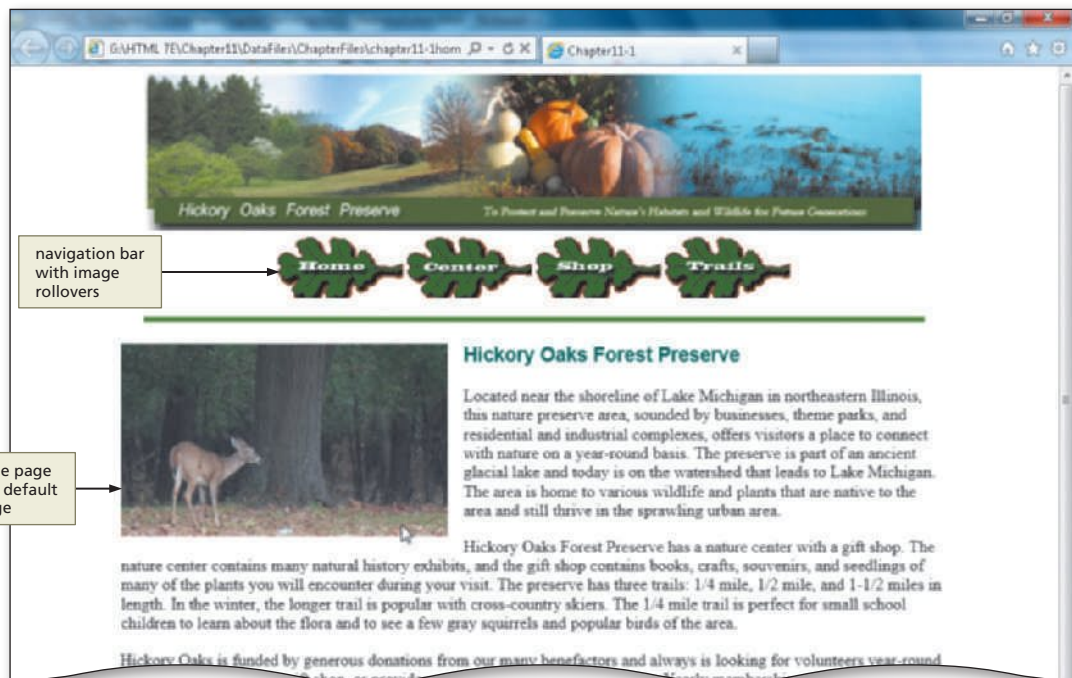 G:\HTML 7E\Chapter11\DataFiles\ChapterFiles\chapter11-1hom
Chapter11-1
Hickory Oaks Forest Preserve
To Protect and Preserve Nature's Habitats and Wildlife for Future Generations
navigation bar
with image
rollovers
Home
Center
Shop
Trails
Hickory Oaks Forest Preserve
Located near the shoreline of Lake Michigan in northeastern Illinois,
this nature preserve area, sounded by businesses, theme parks, and
residential and industrial complexes, offers visitors a place to connect
with nature on a year-round basis. The preserve is part of an ancient
glacial lake and today is on the watershed that leads to Lake Michigan.
The area is home to various wildlife and plants that are native to the
area and still thrive in the sprawling urban area.
e page
default
ge
Hickory Oaks Forest Preserve has a nature center with a gift shop. The
nature center contains many natural history exhibits, and the gift shop contains books, crafts, souvenirs, and seedlings of
many of the plants you will encounter during your visit. The preserve has three trails: 1/4 mile, 1/2 mile, and 1-1/2 miles in
length. In the winter, the longer trail is popular with cross-country skiers. The 1/4 mile trail is perfect for small school
children to learn about the flora and to see a few gray squirrels and popular birds of the area.
Hickory Oaks is funded by generous donations from our many benefactors and always is looking for volunteers year-round